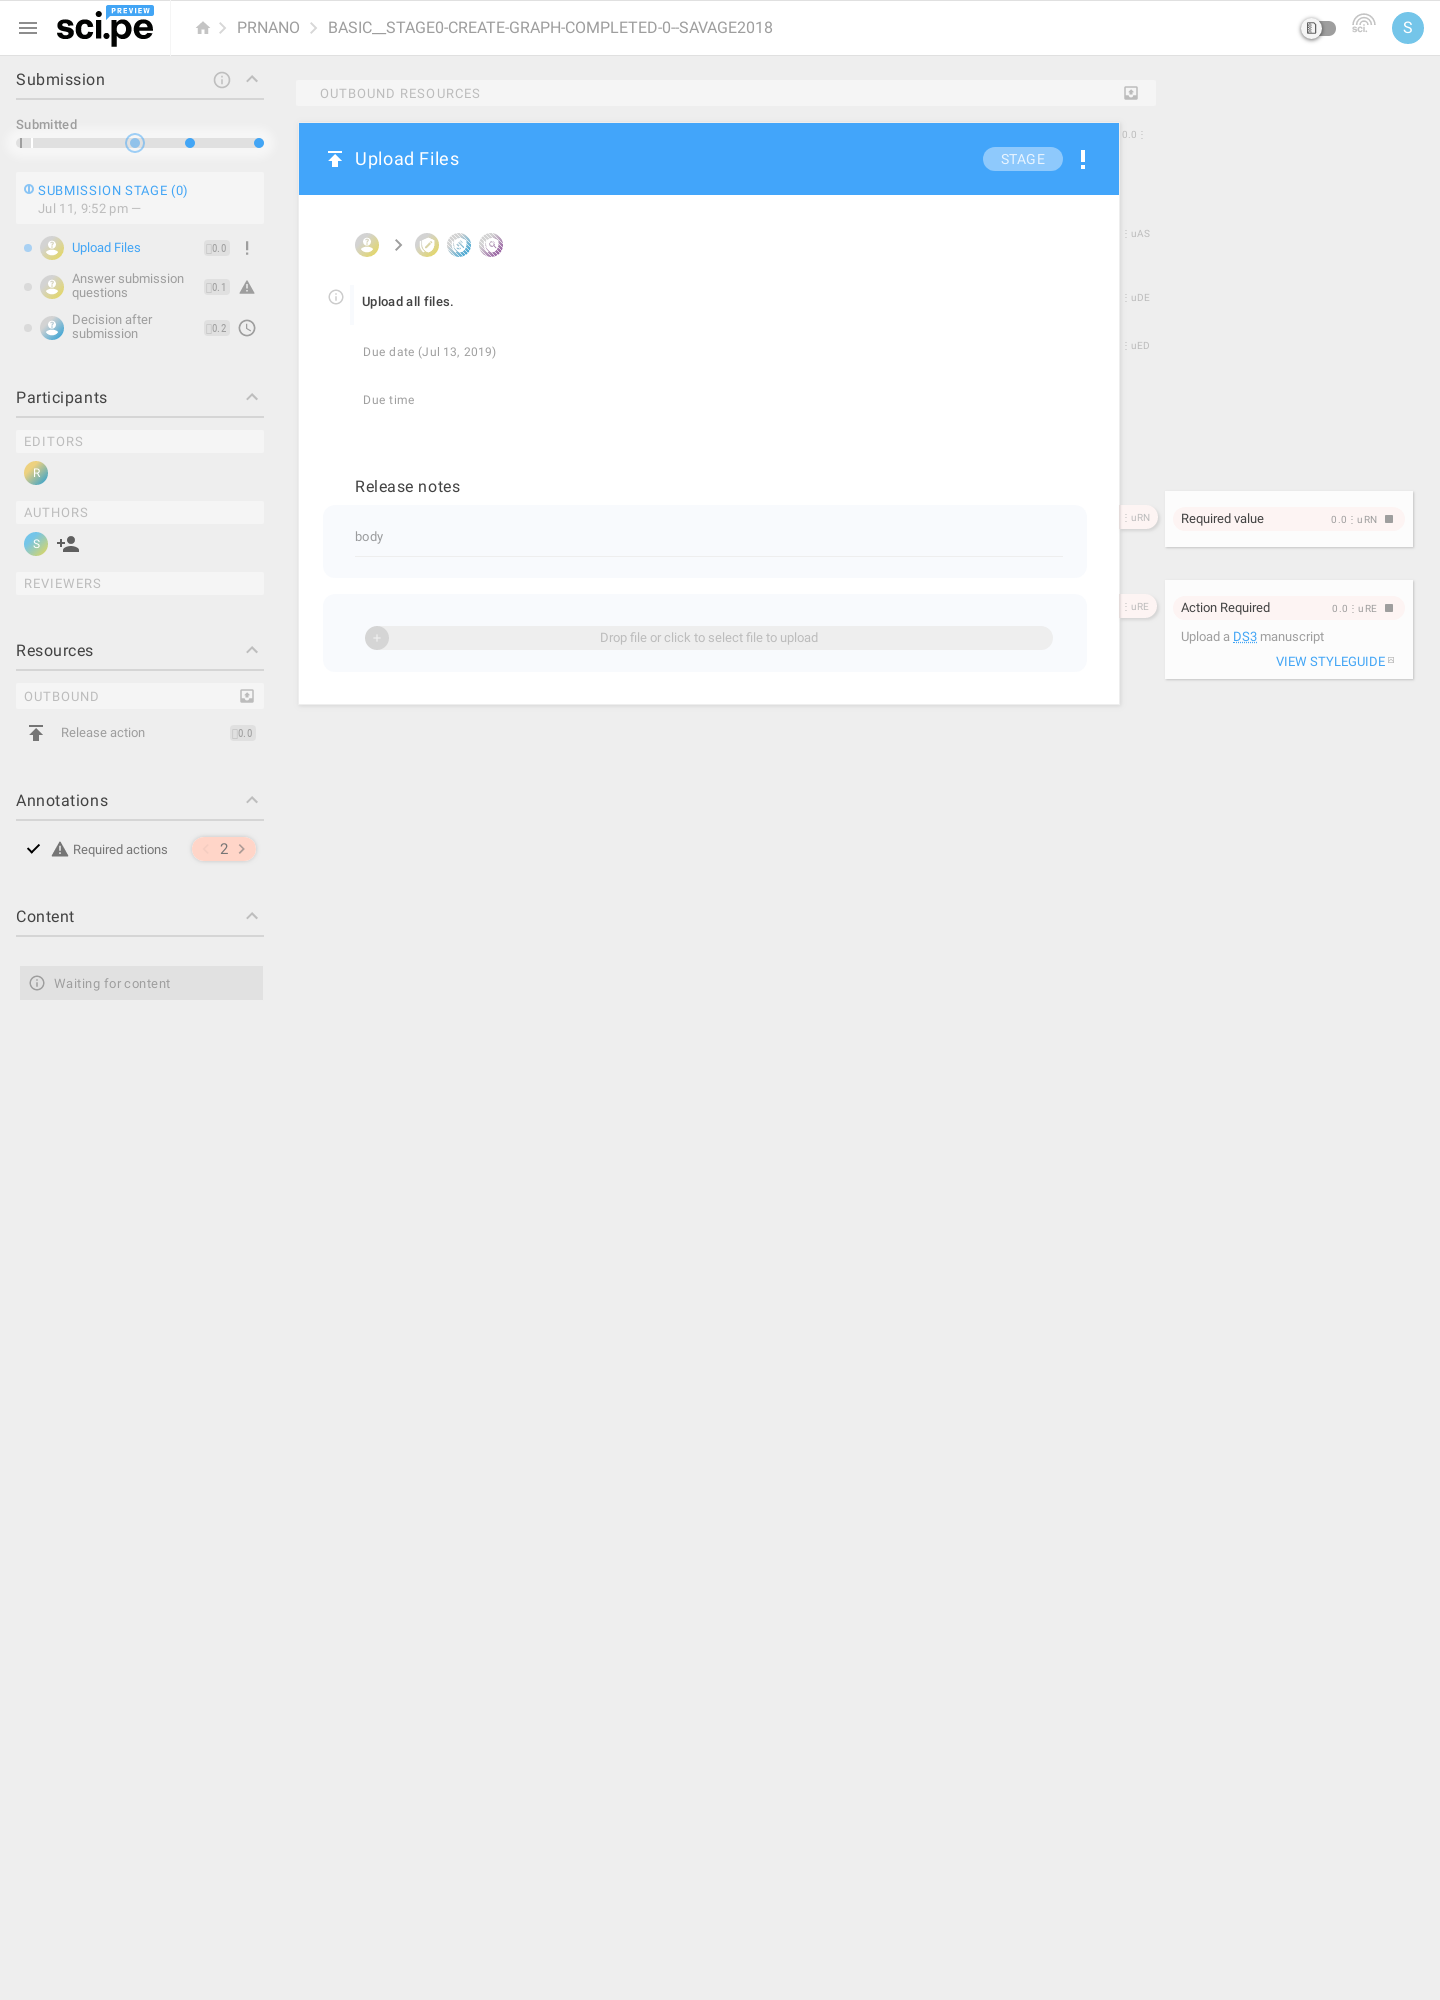 sci.pe
PREVIEW
PRNANO
BASIC__STAGE0-CREATE-GRAPH-COMPLETED-0--SAVAGE2018
sci.
S
Submission
Submitted
SUBMISSION STAGE (0)
Jul 11, 9:52 pm —
Upload Files
0.0
Answer submission
questions
0.1
Decision after
submission
0.2
Participants
EDITORS
R
AUTHORS
S
REVIEWERS
Resources
OUTBOUND
Release action
0.0
Annotations
Required actions
2
Content
Waiting for content
OUTBOUND RESOURCES
Upload Files
STAGE
Upload all files.
Due date (Jul 13, 2019)
Due time
Release notes
body
Drop file or click to select file to upload
0.0⋮
⋮uAS
⋮uDE
⋮uED
⋮uRN
⋮uRE
Required value
0.0⋮uRN
Action Required
0.0⋮uRE
Upload a DS3 manuscript
VIEW STYLEGUIDE